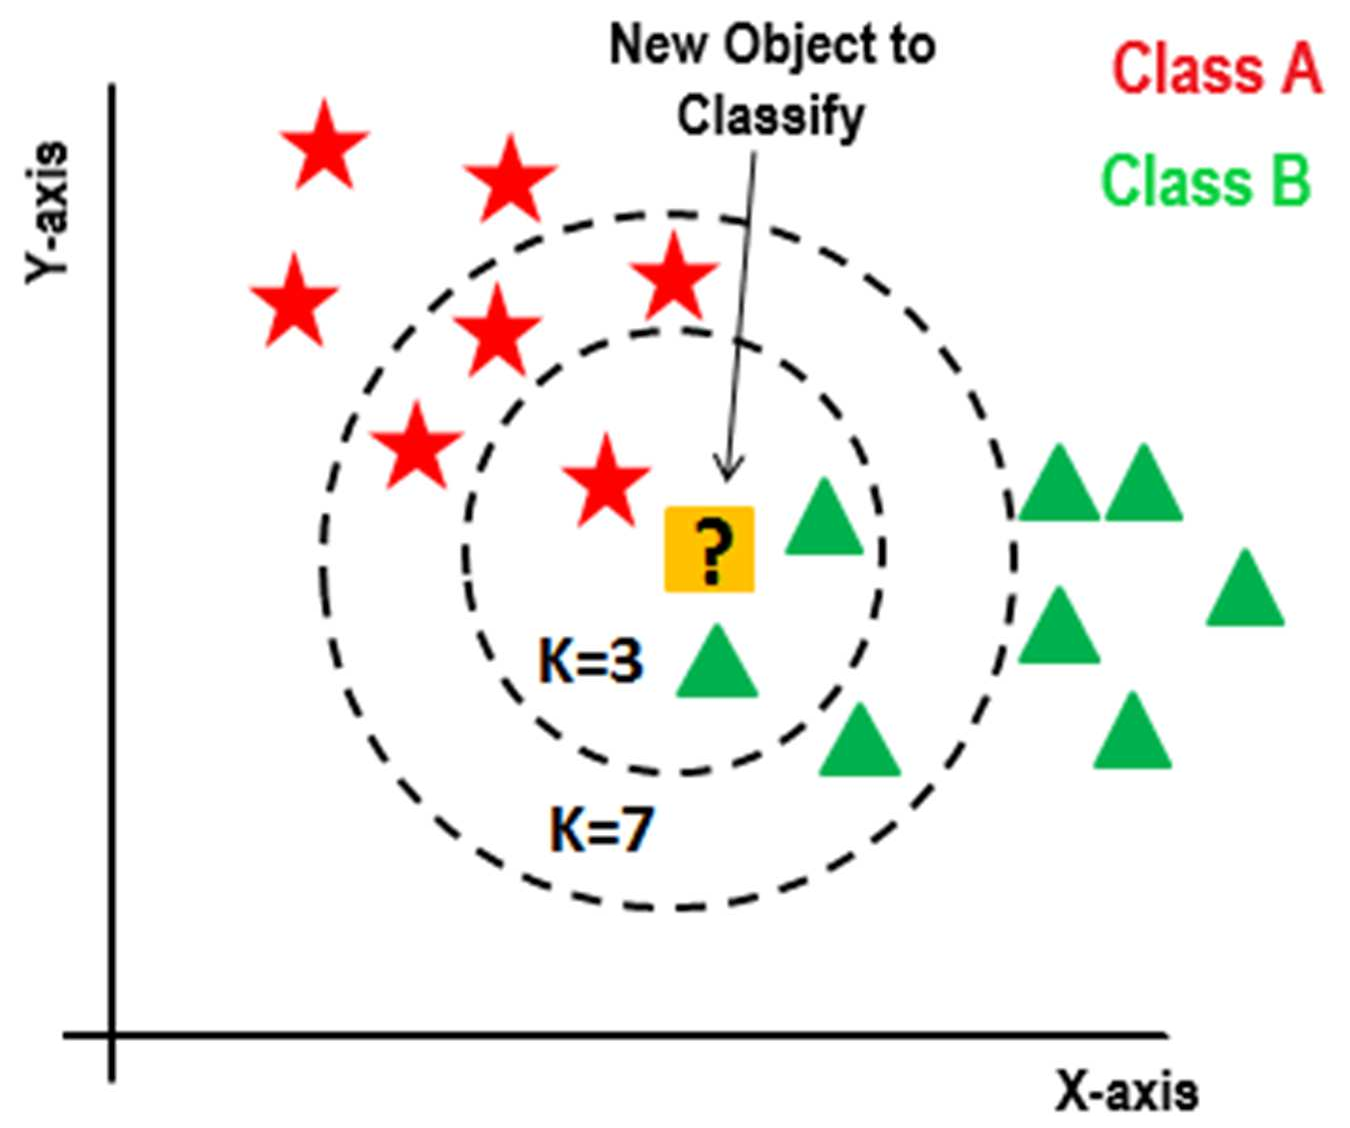 New Object to
Classify
Class A
Class B
Y-axis
?
K=3
K=7
X-axis